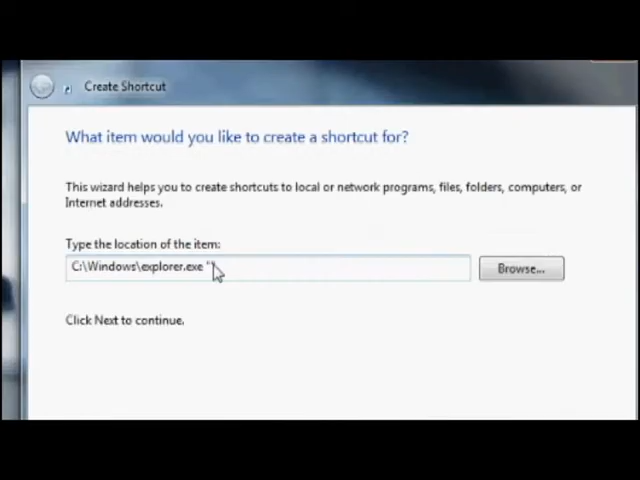 Create Shortcut
What item would you like to create a shortcut for?
This wizard helps you to create shortcuts to local or network programs, files, folders, computers, or
Internet addresses.
Type the location of the item:
C:\Windows\explorer.exe ""
Browse...
Click Next to continue.